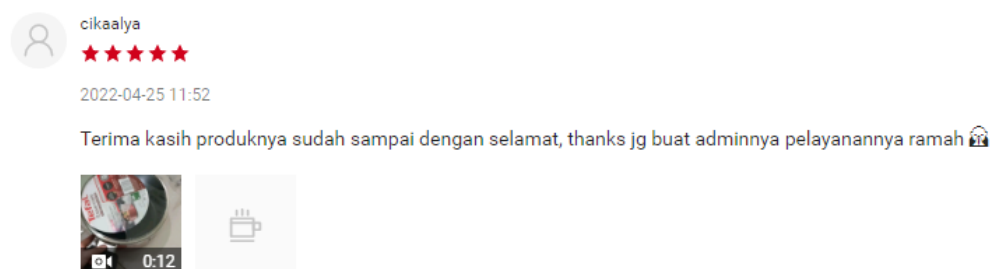 cikaalya
2022-04-25 11:52
Terima kasih produknya sudah sampai dengan selamat, thanks jg buat adminnya pelayanannya ramah
Tefal
0:12